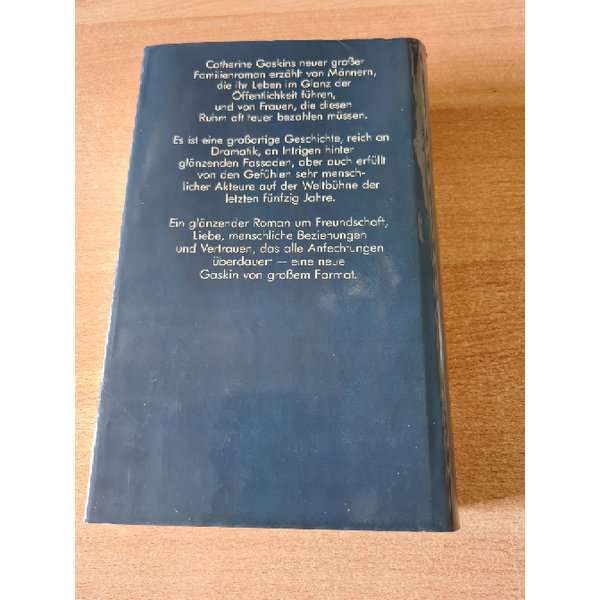 Catherine Gaskins neuer großer
Familienroman erzählt von Männern,
die ihr Leben im Glanz der
Öffentlichkeit führen,
und von Frauen, die diesen
Ruhm oft teuer bezahlen müssen.
Es ist eine großartige Geschichte, reich an
Dramatik, an Intrigen hinter
glänzenden Fassaden, aber auch erfüllt
von den Gefühlen sehr mensch-
licher Akteure auf der Weltbühne der
letzten fünfzig Jahre.
Ein glänzender Roman um Freundschaft,
Liebe, menschliche Beziehungen
und Vertrauen, das alle Anfechtungen
überdauert — eine neue
Gaskin von großem Format.